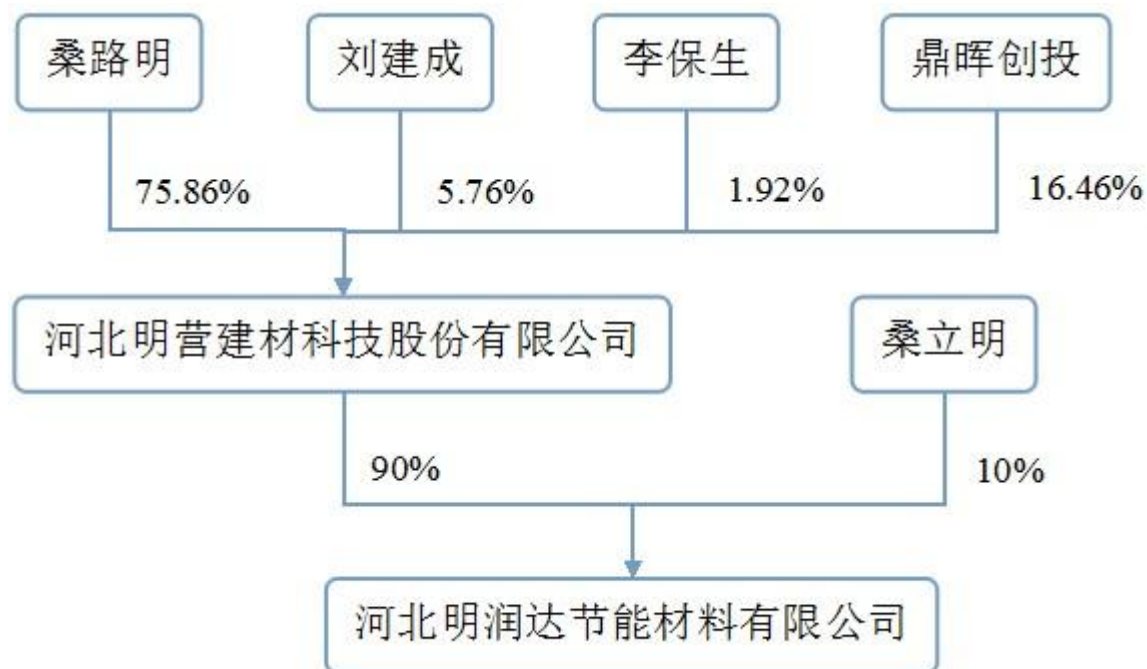 桑路明
刘建成
李保生
鼎晖创投
75.86%
5.76%
1.92%
16.46%
河北明营建材科技股份有限公司
桑立明
90%
10%
河北明润达节能材料有限公司